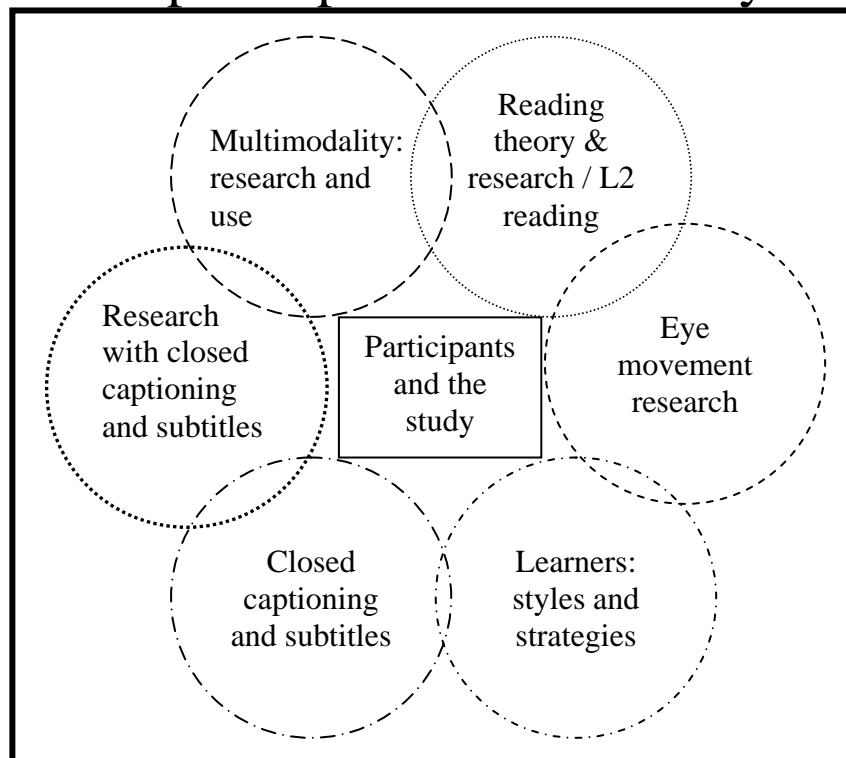 Multimodality:
research and
use
Reading
theory &
research / L2
reading
Research
with closed
captioning
and subtitles
Participants
and the
study
Eye
movement
research
Closed
captioning
and subtitles
Learners:
styles and
strategies